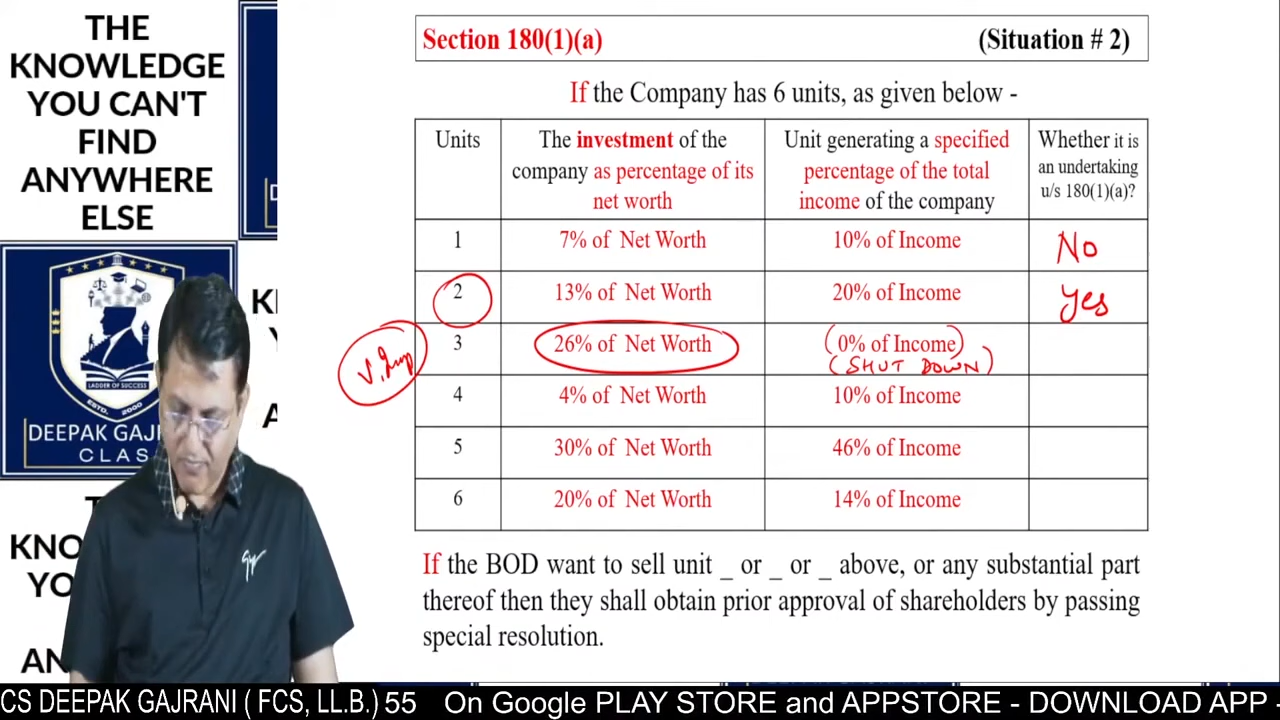 THE
KNOWLEDGE
YOU CAN'T
FIND
ANYWHERE
ELSE
Section 180(1)(a) (Situation # 2)
If the Company has 6 units, as given below -
Units
The investment of the
company as percentage of its
net worth
Unit generating a specified
percentage of the total
income of the company
Whether it is
an undertaking
u/s 180(1)(a)?
1 7% of Net Worth 10% of Income No
2 13% of Net Worth 20% of Income Yes
V. Imp 3 26% of Net Worth (0% of Income)
(SHUT DOWN)
4 4% of Net Worth 10% of Income
5 30% of Net Worth 46% of Income
6 20% of Net Worth 14% of Income
If the BOD want to sell unit _ or _ or _ above, or any substantial part
thereof then they shall obtain prior approval of shareholders by passing
special resolution.
LADDER OF SUCCESS
ESTD. 2000
DEEPAK GAJR
CLAS
KNO
YO
AN
CS DEEPAK GAJRANI ( FCS, LL.B.) 55 On Google PLAY STORE and APPSTORE - DOWNLOAD APP -